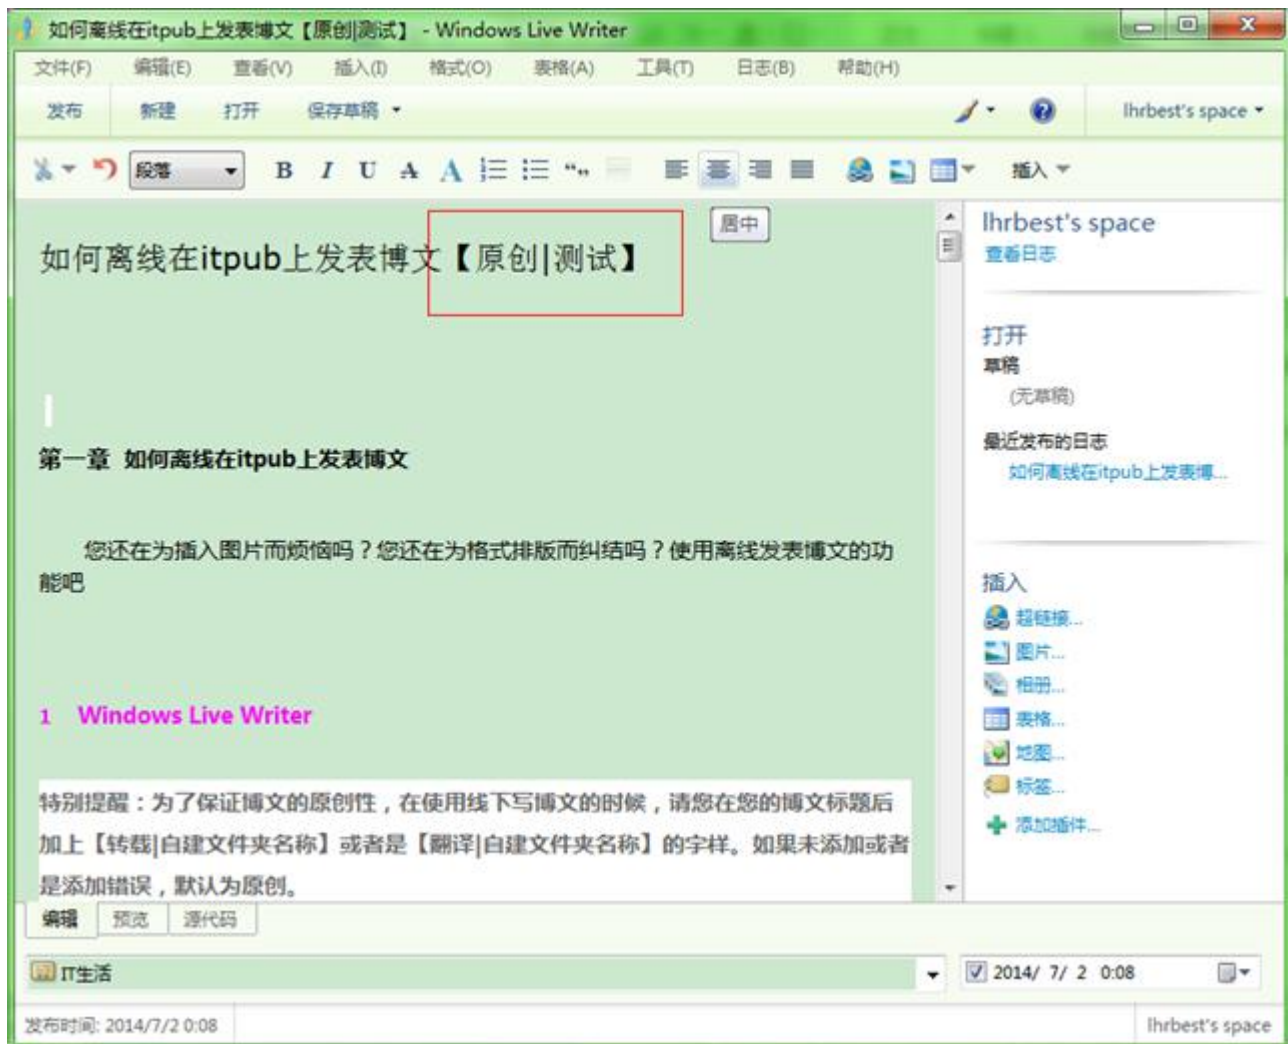 如何离线在itpub上发表博文【原创|测试】 - Windows Live Writer
文件(F) 编辑(E) 查看(V) 插入(I) 格式(O) 表格(A) 工具(T) 日志(B) 帮助(H)
发布 新建 打开 保存草稿 lhrbest's space
段落 B I U A A 插入
居中
如何离线在itpub上发表博文【原创|测试】
第一章 如何离线在itpub上发表博文
您还在为插入图片而烦恼吗？您还在为格式排版而纠结吗？使用离线发表博文的功
能吧
1 Windows Live Writer
特别提醒：为了保证博文的原创性，在使用线下写博文的时候，请您在您的博文标题后
加上【转载|自建文件夹名称】或者是【翻译|自建文件夹名称】的字样。如果未添加或者
是添加错误，默认为原创。
lhrbest's space
查看日志
打开
草稿
(无草稿)
最近发布的日志
如何离线在itpub上发表博...
插入
超链接...
图片...
相册...
表格...
地图...
标签...
添加插件...
编辑 预览 源代码
IT生活 2014/ 7/ 2 0:08
发布时间: 2014/7/2 0:08 lhrbest's space